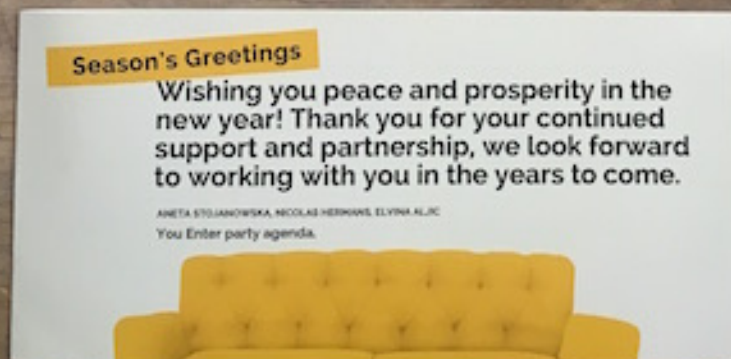 Season's Greetings
Wishing you peace and prosperity in the
new year! Thank you for your continued
support and partnership, we look forward
to working with you in the years to come.
ANETA STOJANOWSKA, NICOLAS HERMANS, ELVINA
You Enter party agenda.